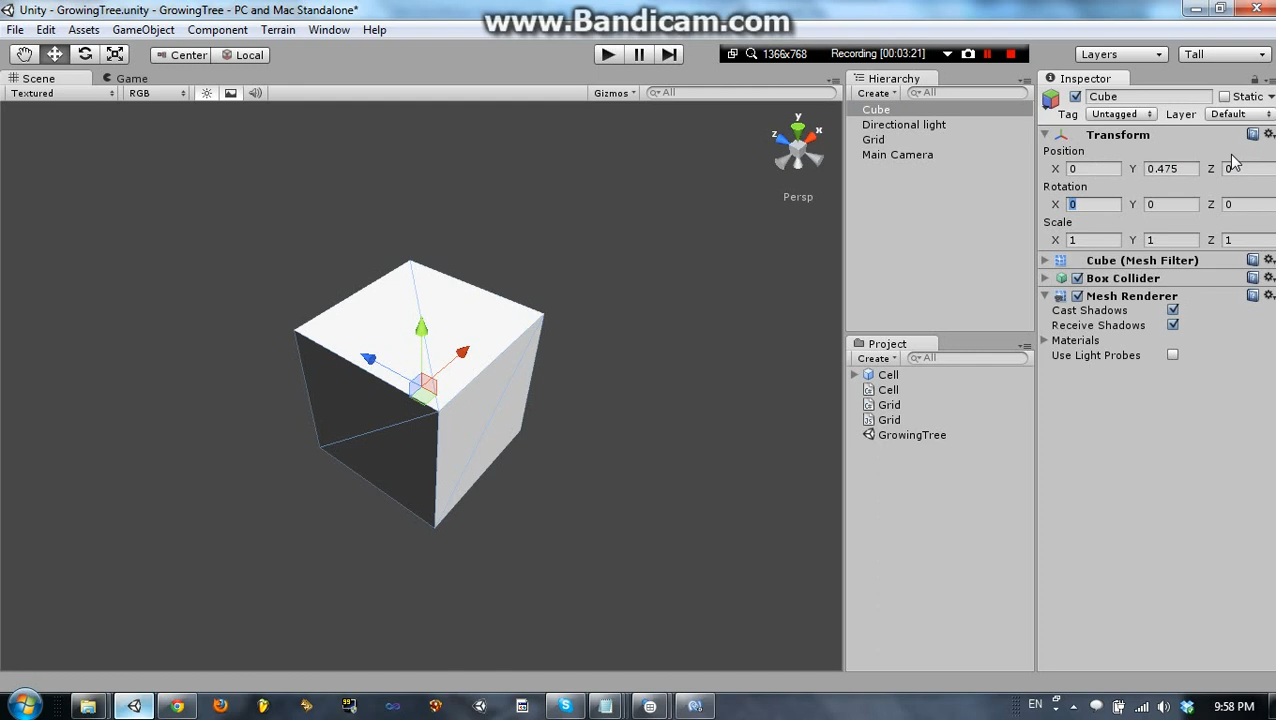 Unity - GrowingTree.unity - GrowingTree - PC and Mac Standalone*
www.Bandicam.com
File Edit Assets GameObject Component Terrain Window Help
Center Local
1366x768 Recording [00:03:21]
Layers Tall
Scene Game
Textured RGB Gizmos All
Hierarchy
Create All
Cube
Directional light
Grid
Main Camera
y
z x
Persp
Project
Create All
Cell
Cell
Grid
Grid
GrowingTree
Inspector
Cube Static
Tag Untagged Layer Default
Transform
Position
X 0 Y 0.475 Z 0
Rotation
X 0 Y 0 Z 0
Scale
X 1 Y 1 Z 1
Cube (Mesh Filter)
Box Collider
Mesh Renderer
Cast Shadows
Receive Shadows
Materials
Use Light Probes
EN 9:58 PM